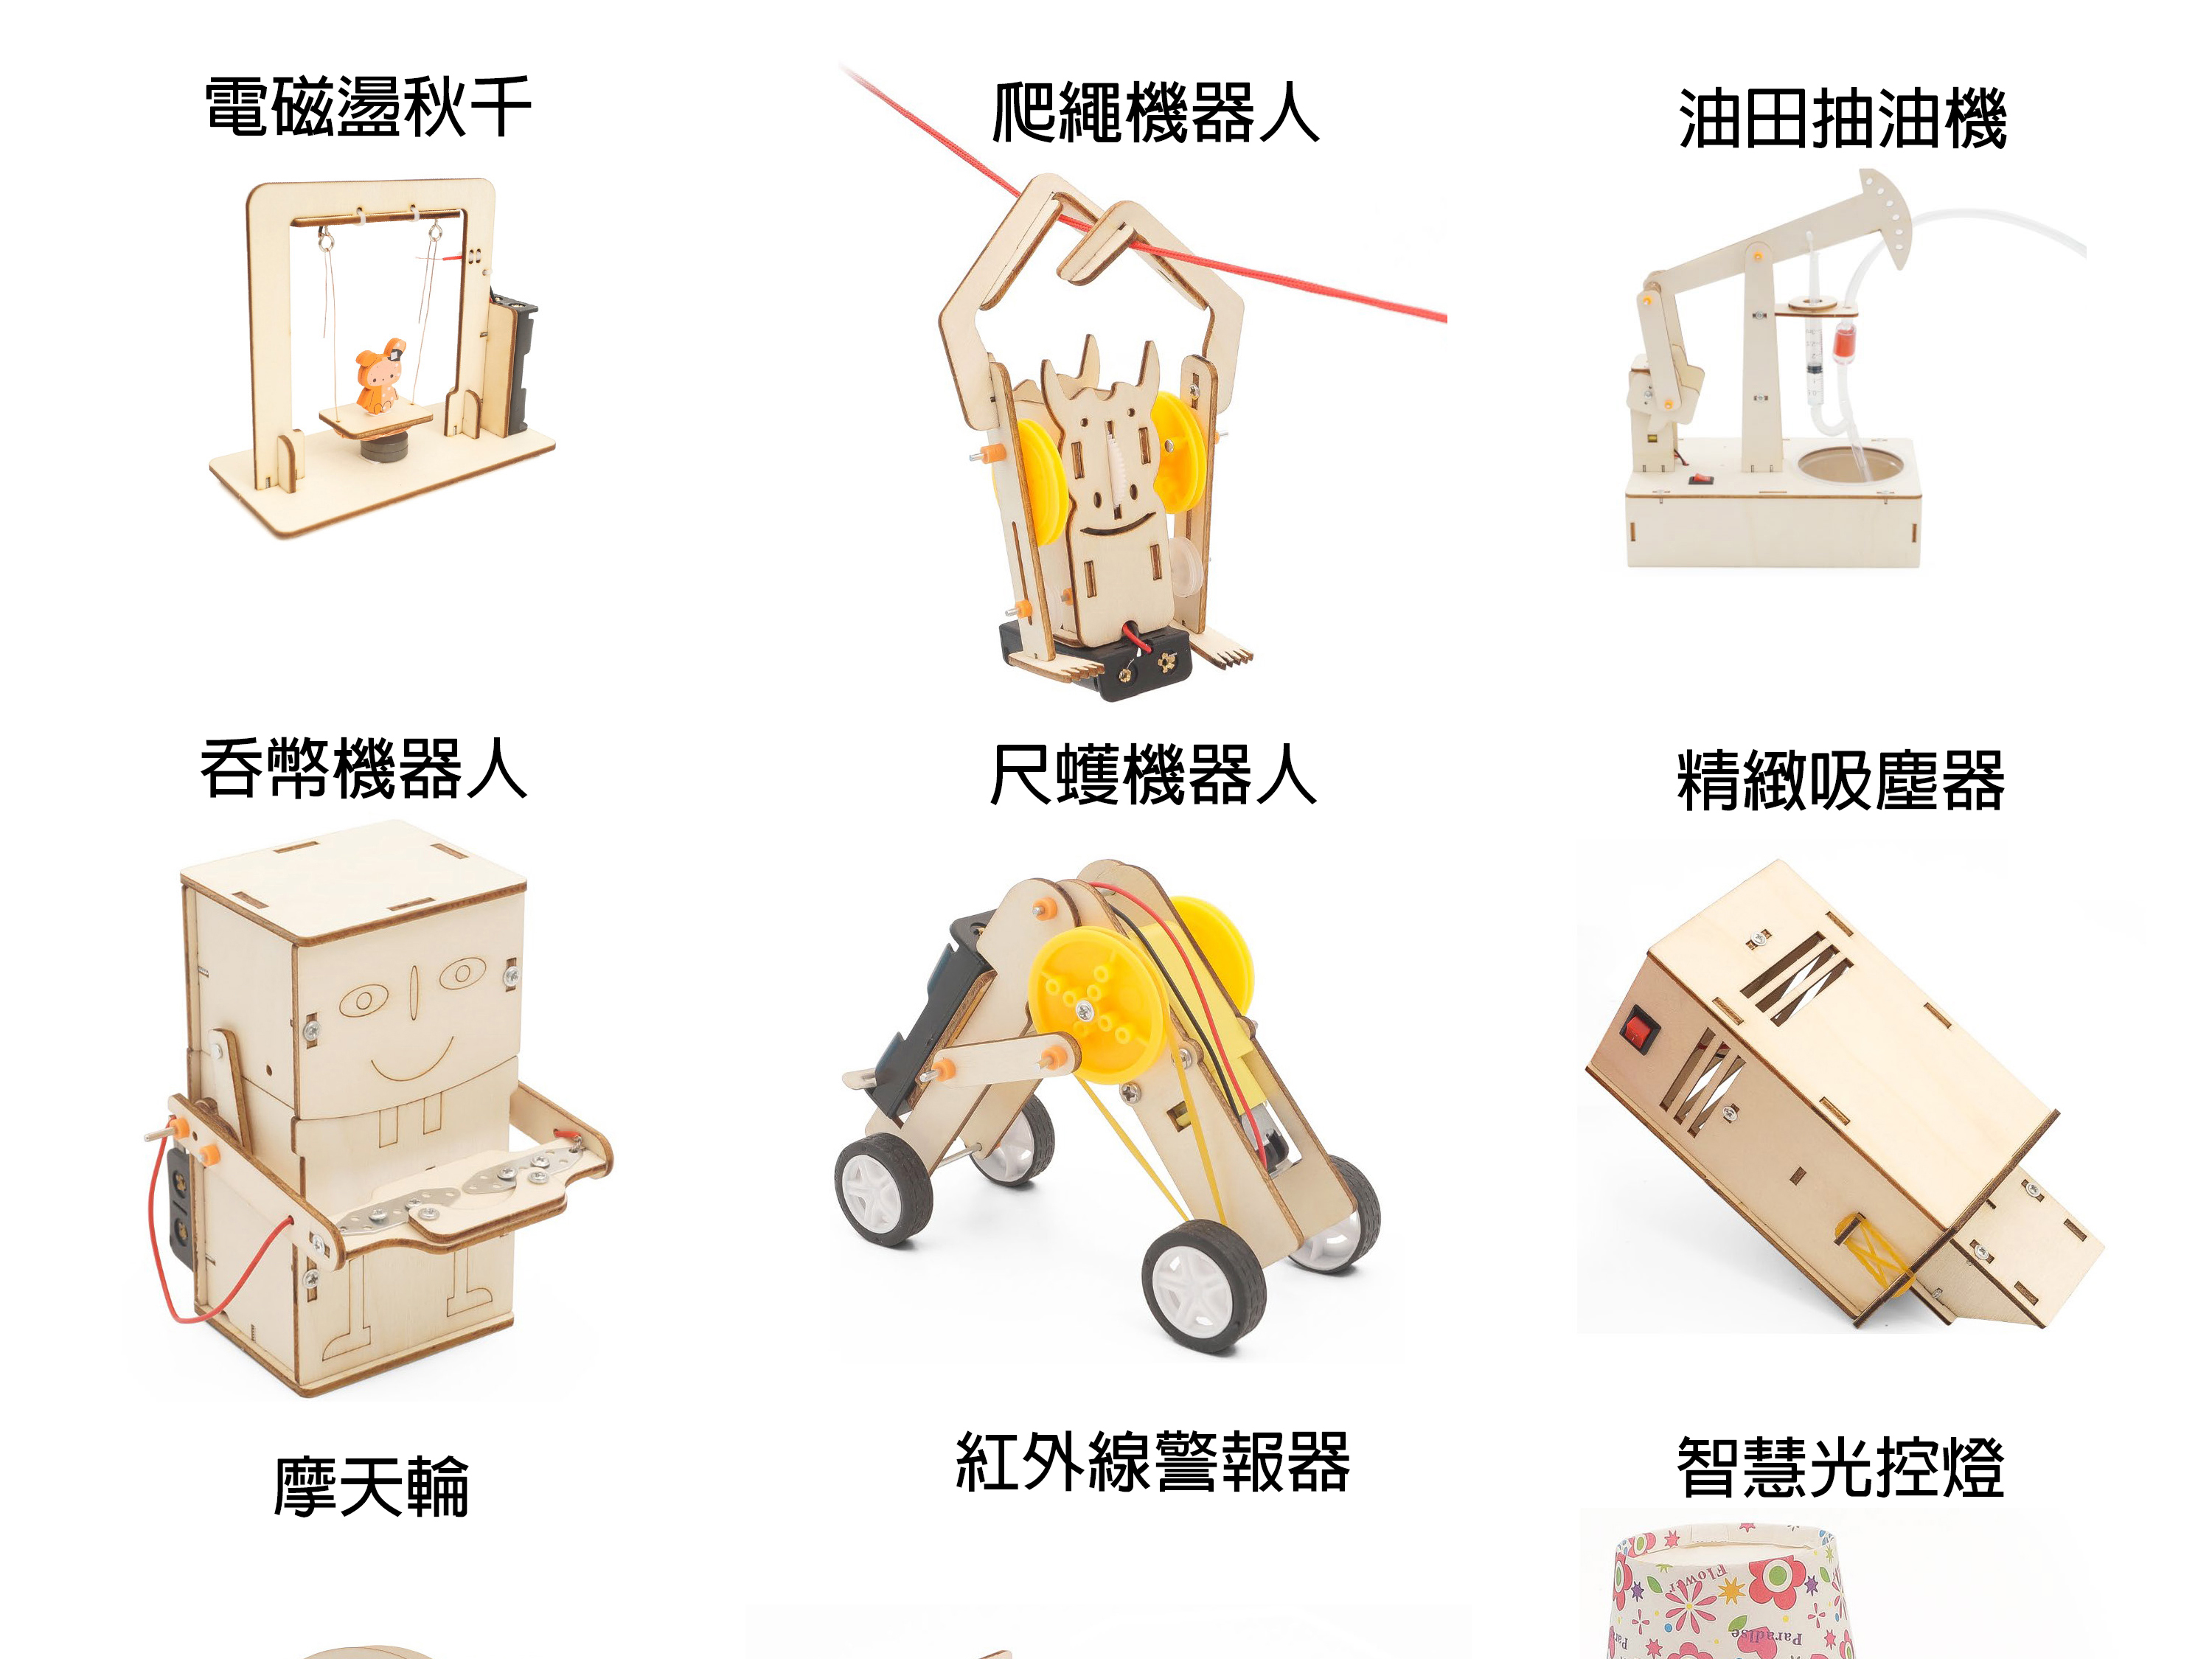 電磁盪秋千
爬繩機器人
油田抽油機
吞幣機器人
尺蠖機器人
精緻吸塵器
摩天輪
紅外線警報器
智慧光控燈
Flower
Paradise